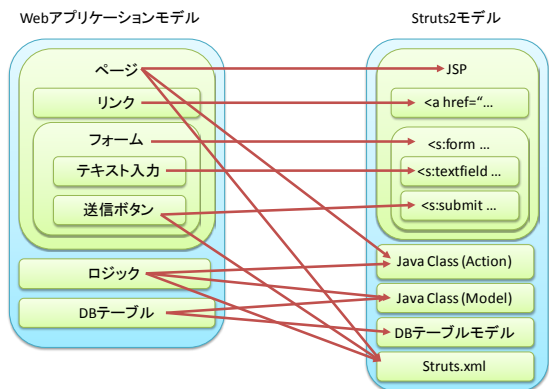 Webアプリケーションモデル
Struts2モデル
ページ
リンク
フォーム
テキスト入力
送信ボタン
ロジック
DBテーブル
JSP
<a href="…
<s:form …
<s:textfield …
<s:submit …
Java Class (Action)
Java Class (Model)
DBテーブルモデル
Struts.xml